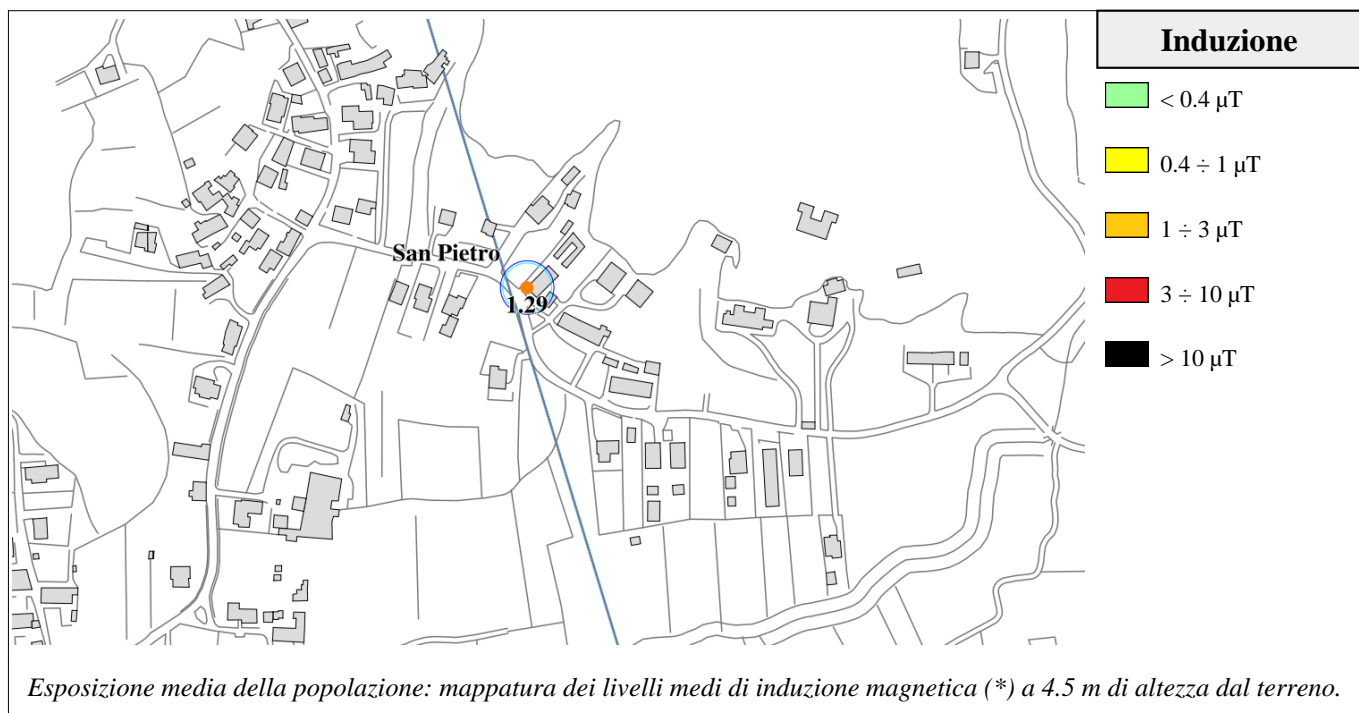 Induzione
< 0.4 µT
0.4 ÷ 1 µT
1 ÷ 3 µT
3 ÷ 10 µT
> 10 µT
San Pietro
1.29
Esposizione media della popolazione: mappatura dei livelli medi di induzione magnetica (*) a 4.5 m di altezza dal terreno.